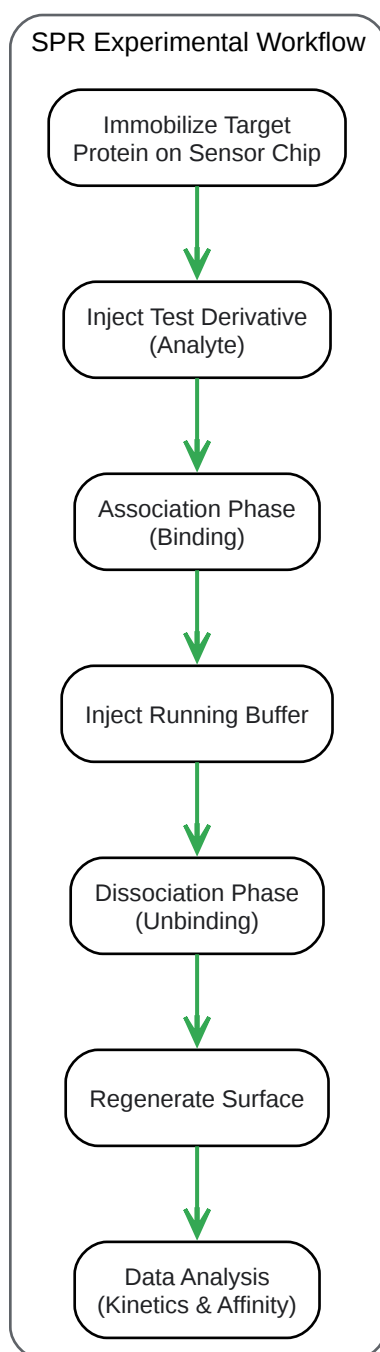 SPR Experimental Workflow
Immobilize Target
Protein on Sensor Chip
Inject Test Derivative
(Analyte)
Association Phase
(Binding)
Inject Running Buffer
Dissociation Phase
(Unbinding)
Regenerate Surface
Data Analysis
(Kinetics & Affinity)